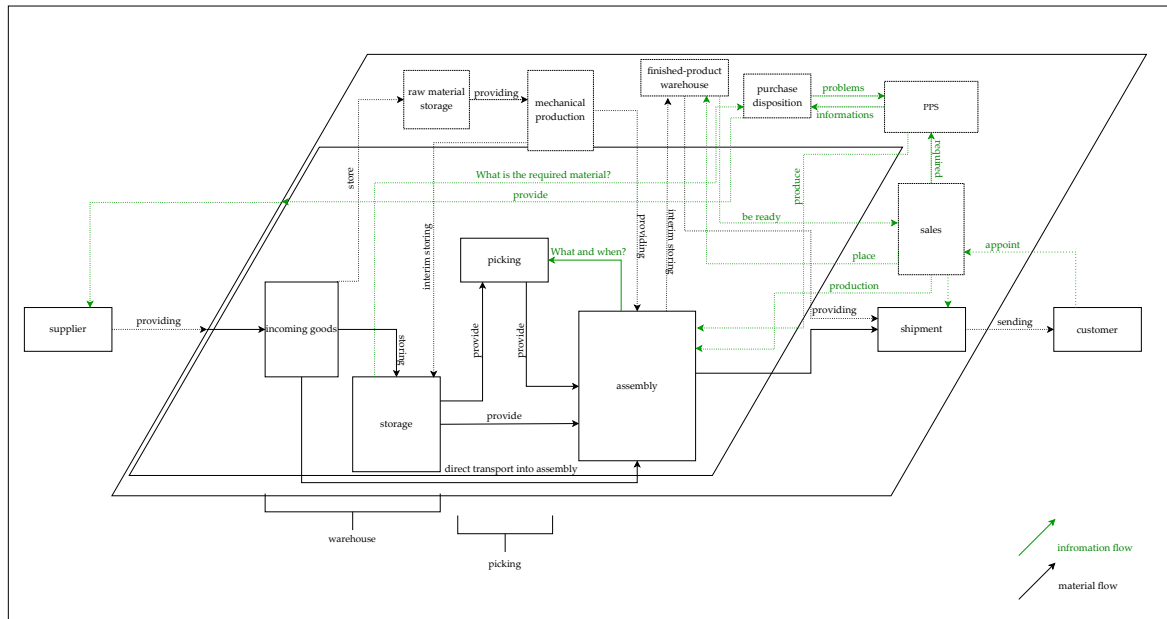 finished-product
warehouse
raw material
storage
providing
mechanical
production
purchase
disposition
problems
informations
PPS
required
store
What is the required material?
provide
produce
be ready
sales
interim storing
providing
interim storing
picking
What and when?
place
appoint
production
supplier
providing
incoming goods
storing
provide
provide
assembly
providing
shipment
sending
customer
storage
provide
direct transport into assembly
warehouse
picking
infromation flow
material flow